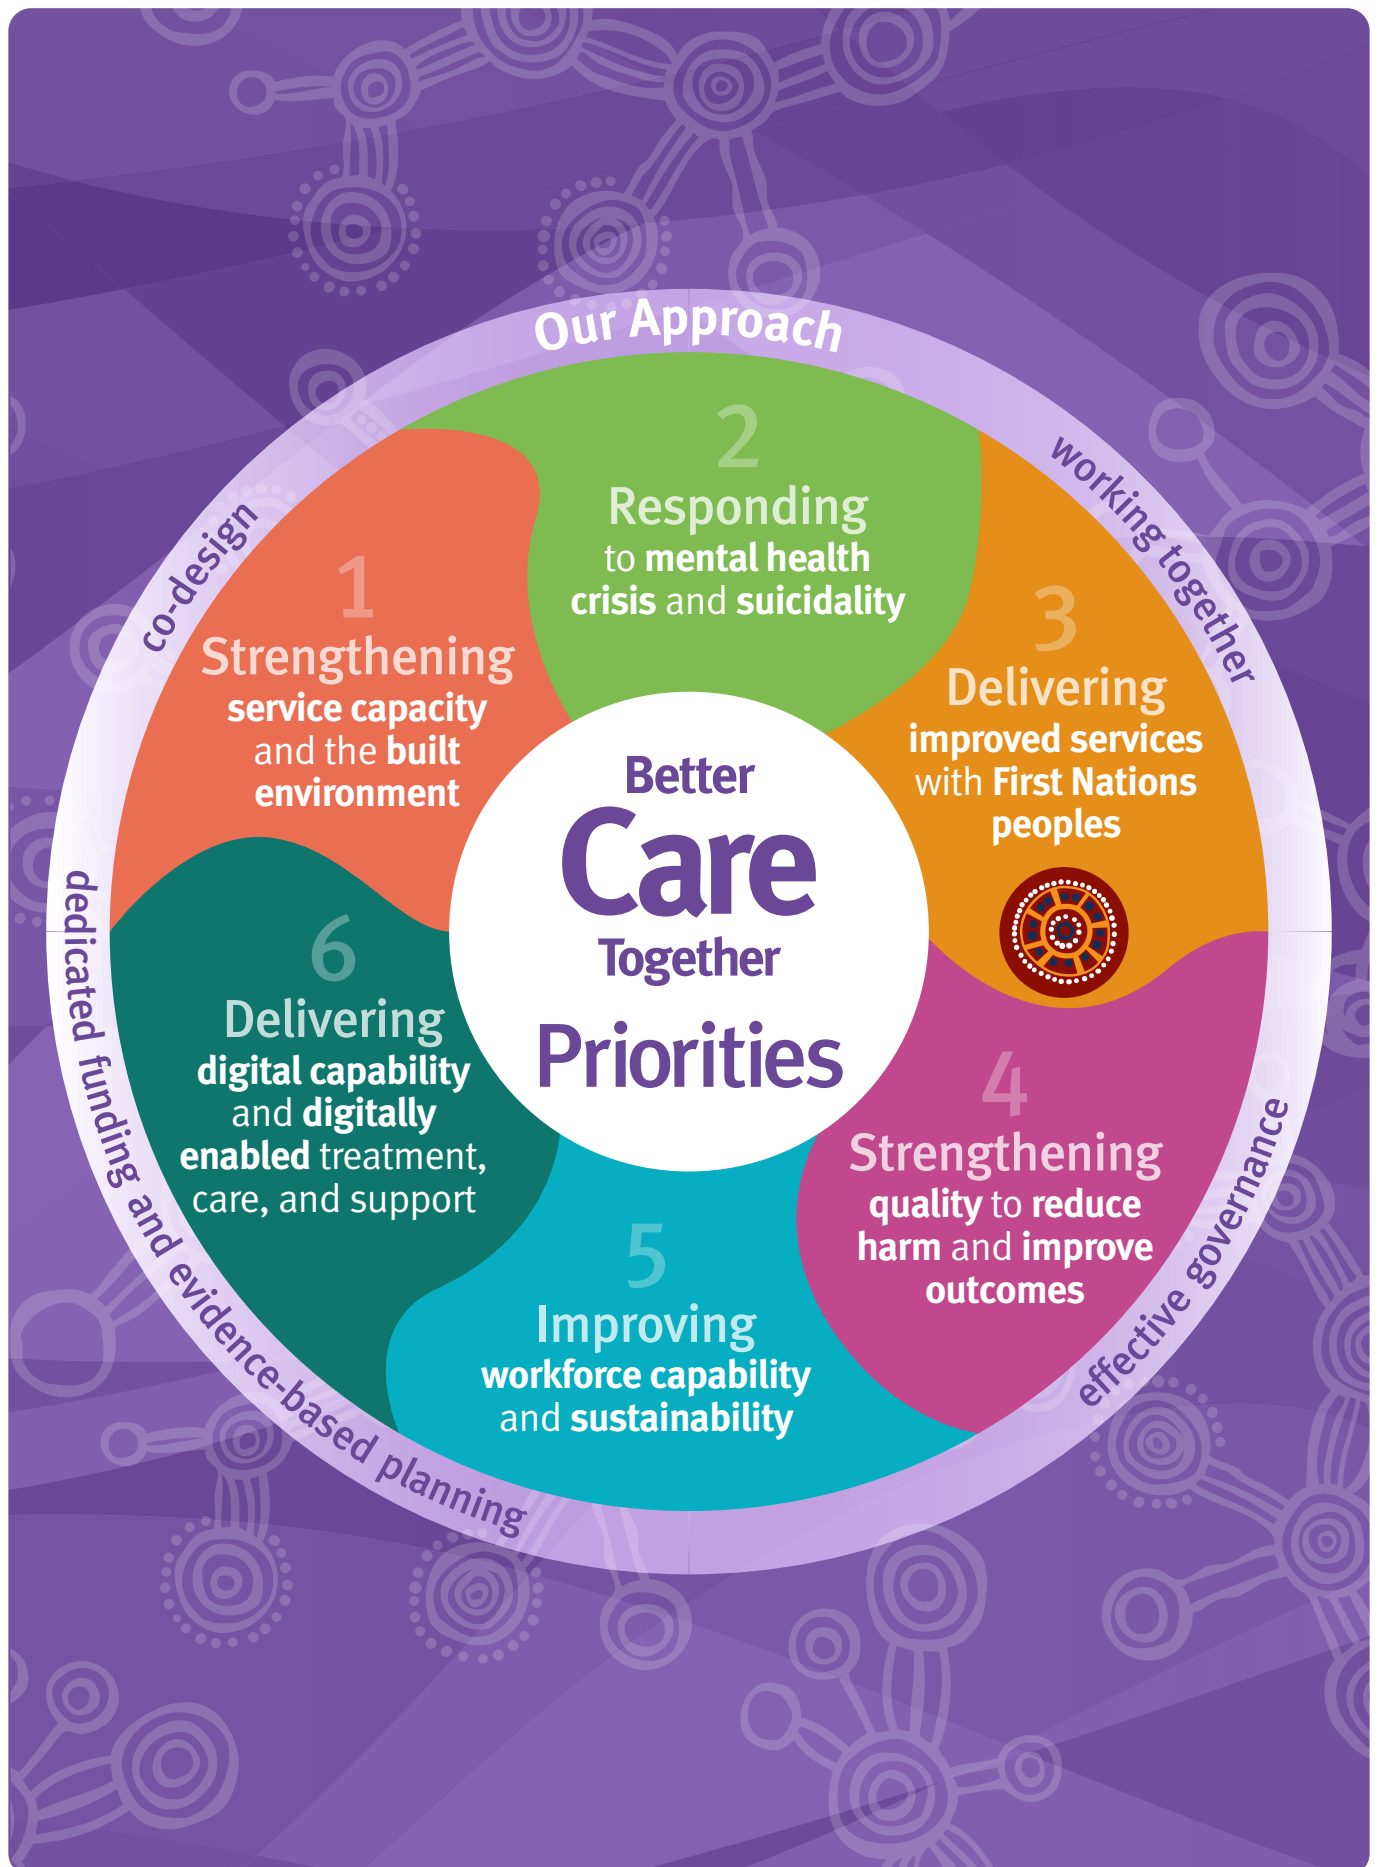 Our Approach
co-design
working together
effective governance
dedicated funding and evidence-based planning
1
Strengthening
service capacity
and the built
environment
2
Responding
to mental health
crisis and suicidality
3
Delivering
improved services
with First Nations
peoples
4
Strengthening
quality to reduce
harm and improve
outcomes
5
Improving
workforce capability
and sustainability
6
Delivering
digital capability
and digitally
enabled treatment,
care, and support
Better
Care
Together
Priorities